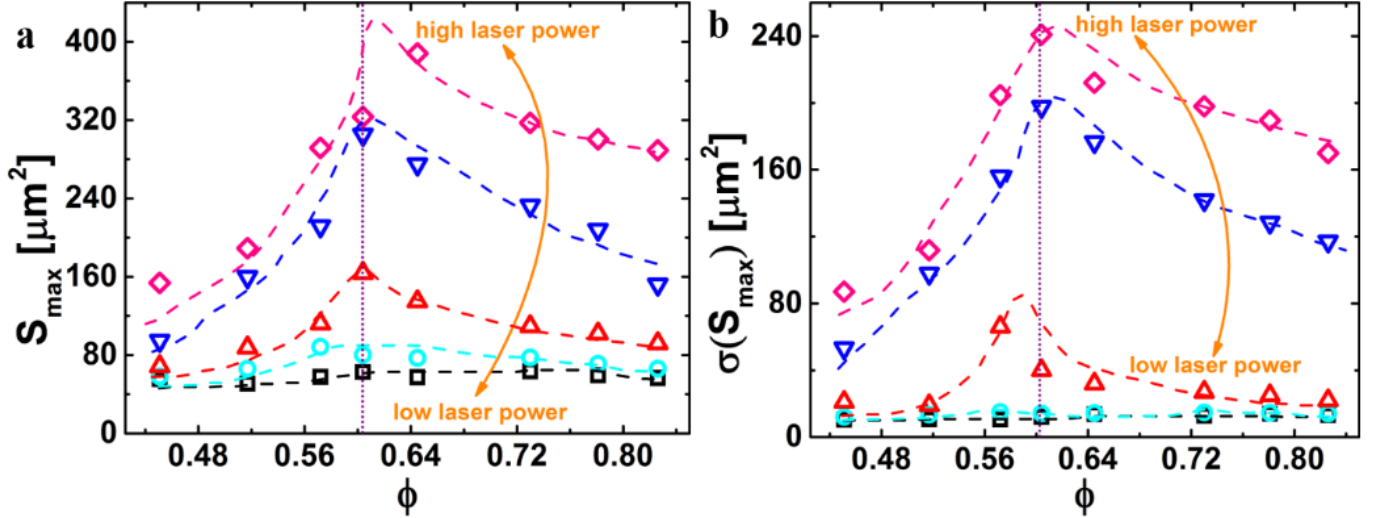 a
S_max [μm²]
400
320
240
160
80
0
high laser power
low laser power
0.48 0.56 0.64 0.72 0.80
ϕ
b
σ(S_max) [μm²]
240
160
80
0
high laser power
low laser power
0.48 0.56 0.64 0.72 0.80
ϕ